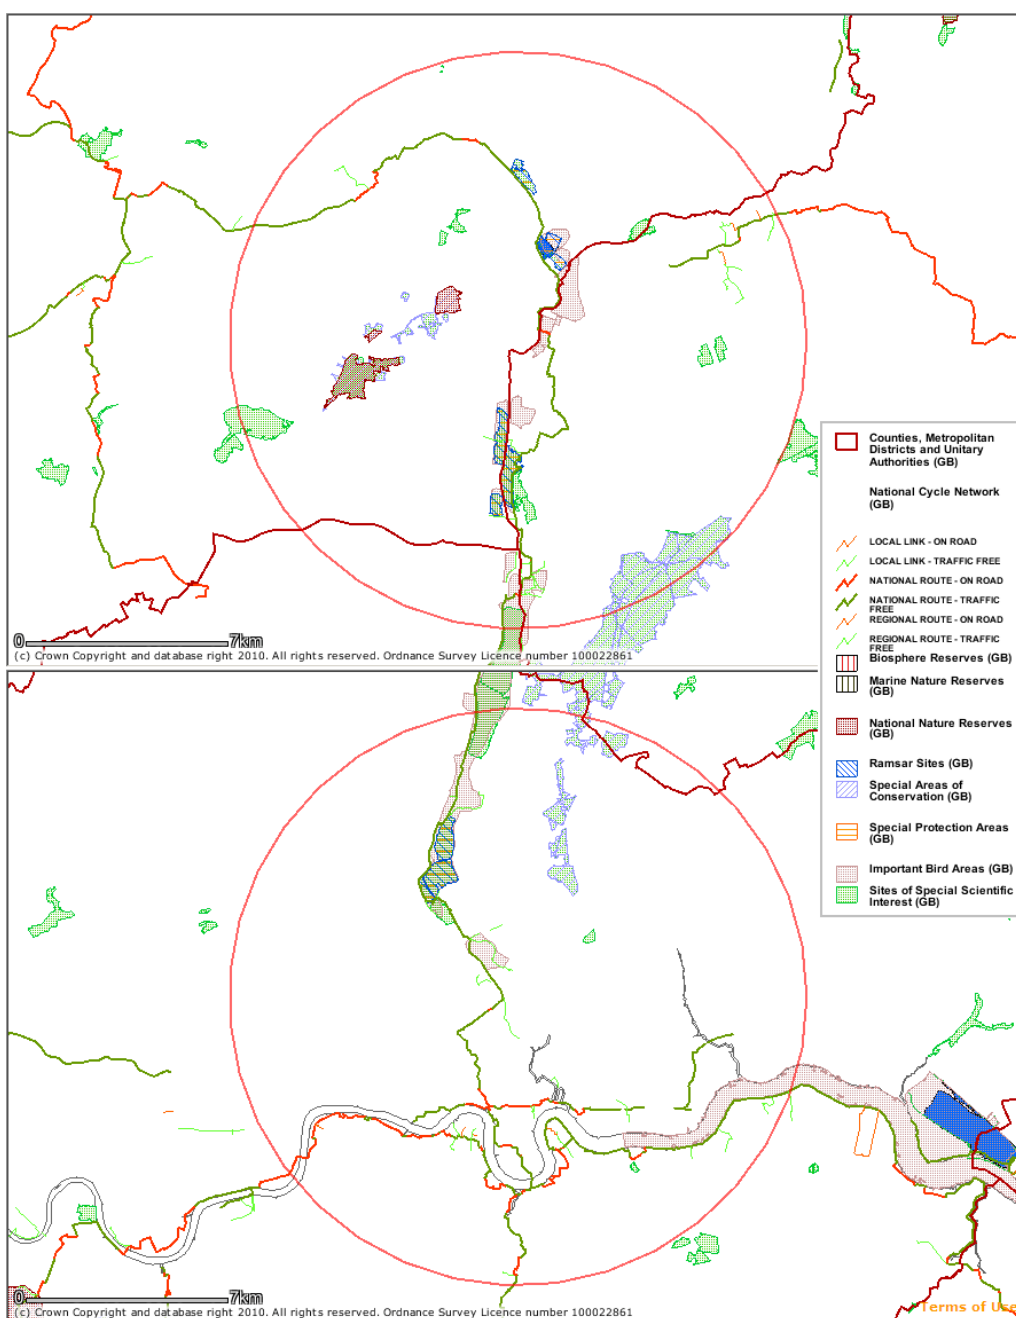 Counties, Metropolitan
Districts and Unitary
Authorities (GB)
National Cycle Network
(GB)
LOCAL LINK - ON ROAD
LOCAL LINK - TRAFFIC FREE
NATIONAL ROUTE - ON ROAD
NATIONAL ROUTE - TRAFFIC
FREE
REGIONAL ROUTE - ON ROAD
REGIONAL ROUTE - TRAFFIC
FREE
Biosphere Reserves (GB)
Marine Nature Reserves
(GB)
National Nature Reserves
(GB)
Ramsar Sites (GB)
Special Areas of
Conservation (GB)
Special Protection Areas
(GB)
Important Bird Areas (GB)
Sites of Special Scientific
Interest (GB)
0 7km
(c) Crown Copyright and database right 2010. All rights reserved. Ordnance Survey Licence number 100022861
0 7km
(c) Crown Copyright and database right 2010. All rights reserved. Ordnance Survey Licence number 100022861
Terms of Use